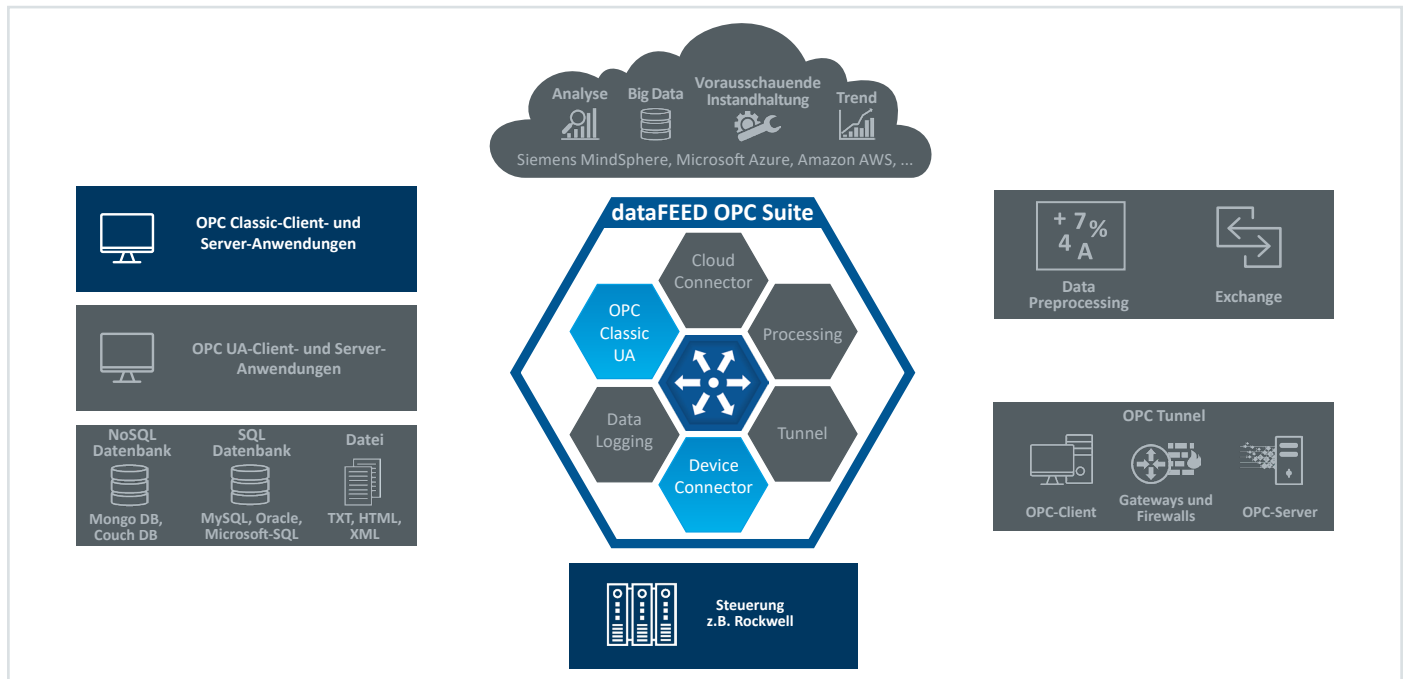 Analyse
Big Data
Vorausschauende
Instandhaltung
Trend
Siemens MindSphere, Microsoft Azure, Amazon AWS, ...
OPC Classic-Client- und
Server-Anwendungen
OPC UA-Client- und Server-
Anwendungen
NoSQL
Datenbank
Mongo DB,
Couch DB
SQL
Datenbank
MySQL, Oracle,
Microsoft-SQL
Datei
TXT, HTML,
XML
dataFEED OPC Suite
Cloud
Connector
OPC
Classic
UA
Processing
Data
Logging
Tunnel
Device
Connector
Steuerung
z.B. Rockwell
+ 7%
4 A
Data
Preprocessing
Exchange
OPC Tunnel
OPC-Client
Gateways und
Firewalls
OPC-Server